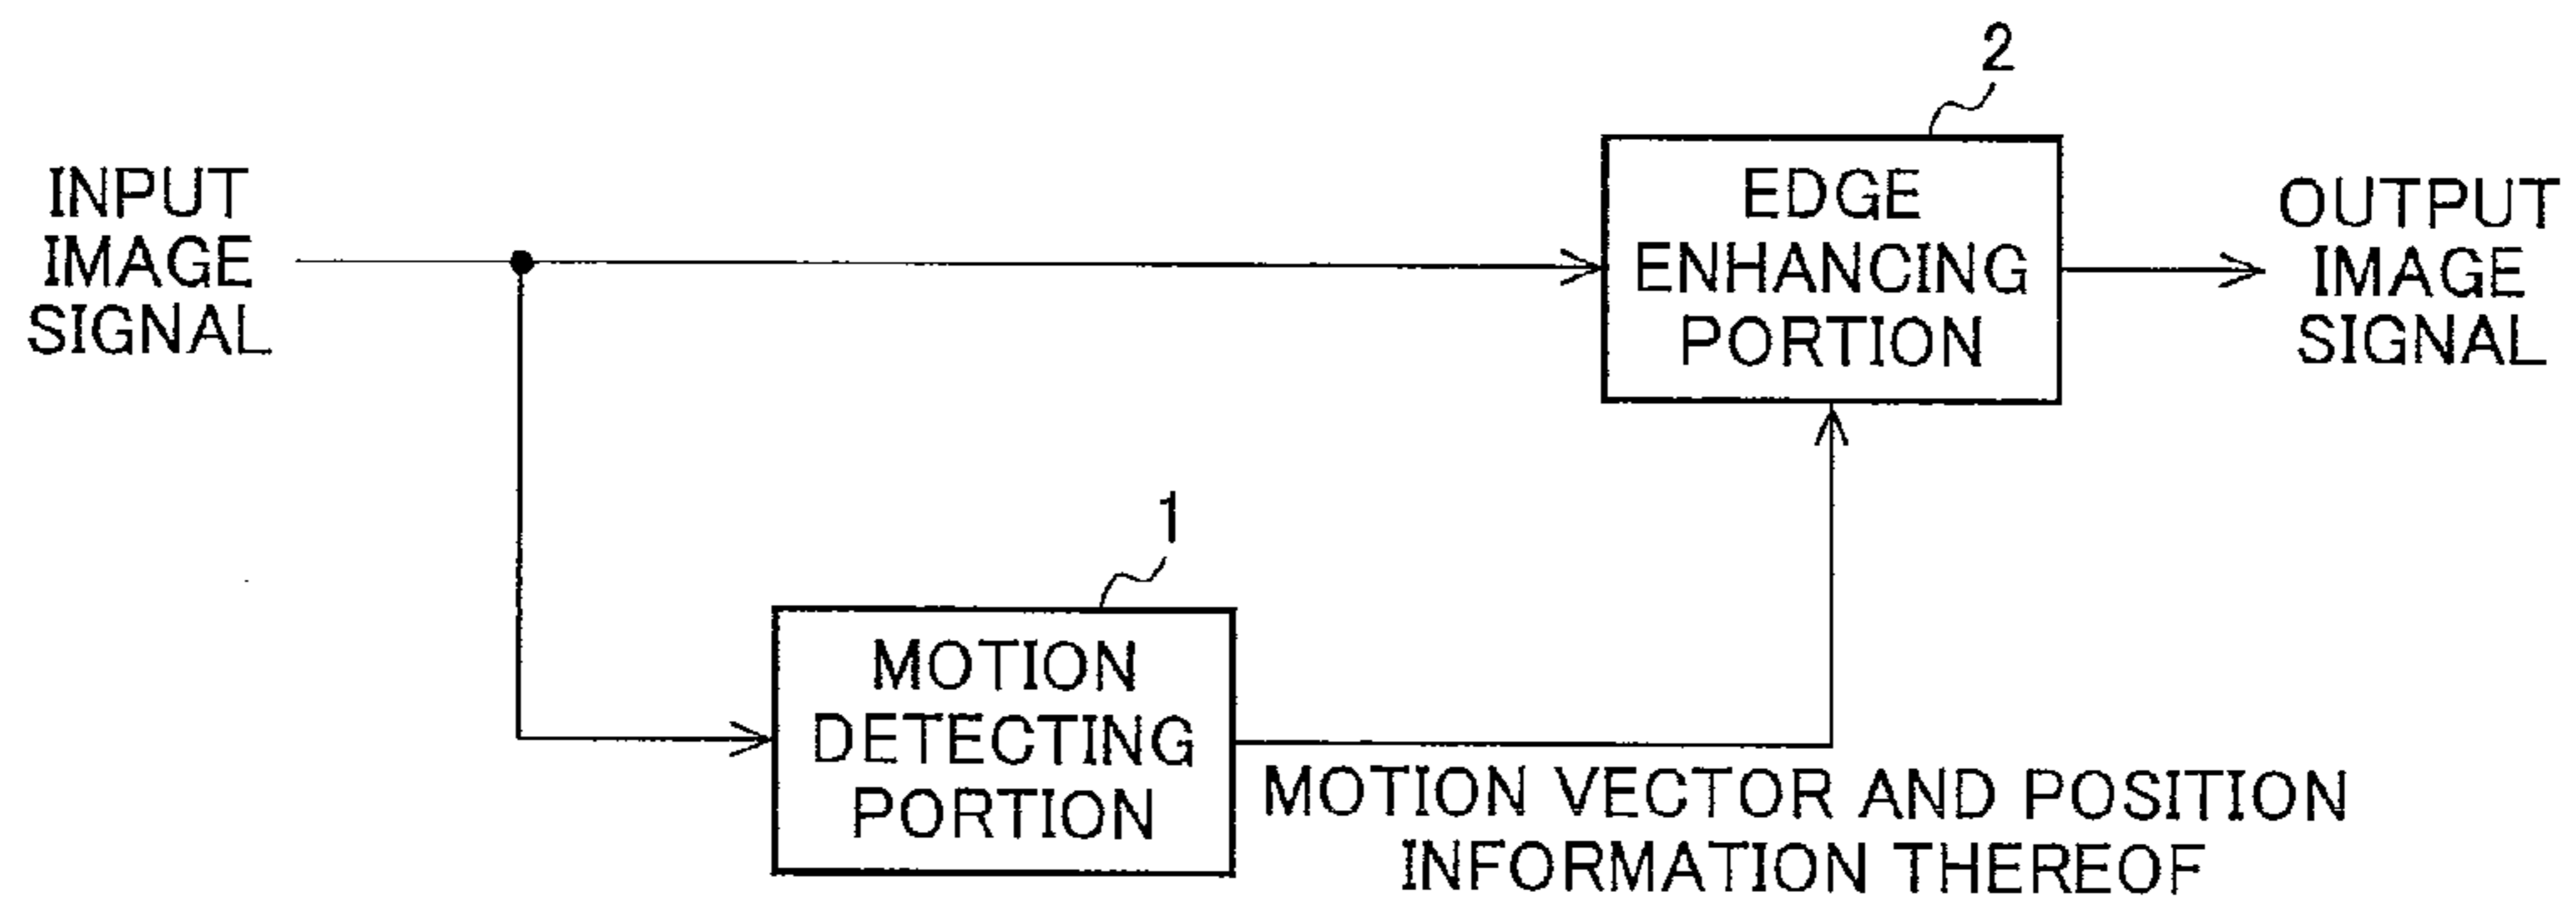 2
INPUT
IMAGE
SIGNAL
EDGE
ENHANCING
PORTION
OUTPUT
IMAGE
SIGNAL
1
MOTION
DETECTING
PORTION
MOTION VECTOR AND POSITION
INFORMATION THEREOF